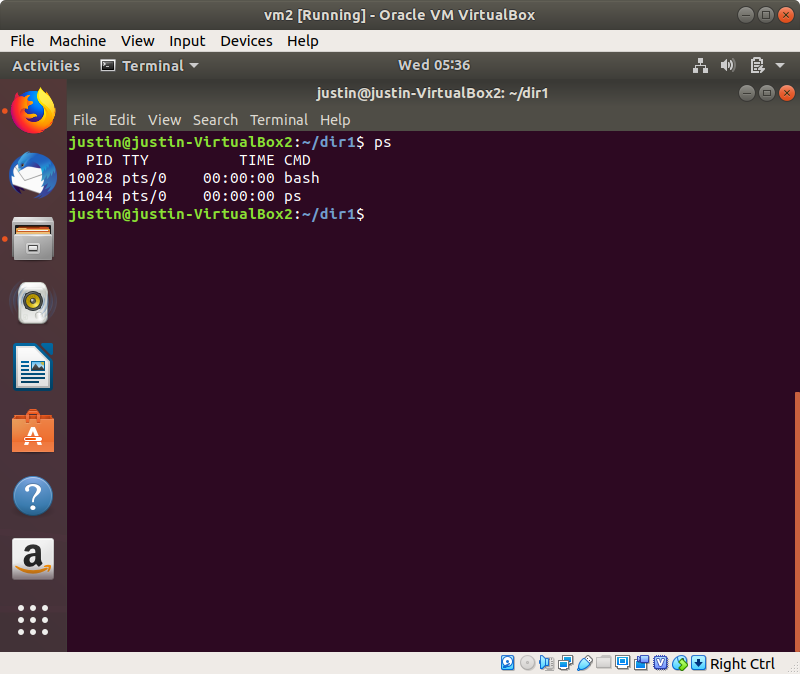 vm2 [Running] - Oracle VM VirtualBox
File Machine View Input Devices Help
Activities Terminal Wed 05:36
justin@justin-VirtualBox2: ~/dir1
File Edit View Search Terminal Help
justin@justin-VirtualBox2:~/dir1$ ps
  PID TTY          TIME CMD
10028 pts/0    00:00:00 bash
11044 pts/0    00:00:00 ps
justin@justin-VirtualBox2:~/dir1$
A
?
a
Right Ctrl